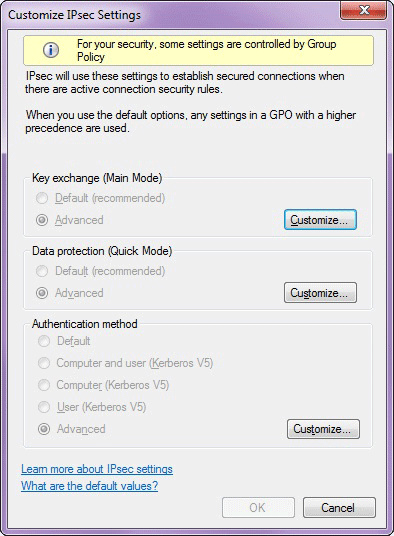 Customize IPsec Settings
For your security, some settings are controlled by Group
Policy
IPsec will use these settings to establish secured connections when
there are active connection security rules.
When you use the default options, any settings in a GPO with a higher
precedence are used.
Key exchange (Main Mode)
Default (recommended)
Advanced
Customize...
Data protection (Quick Mode)
Default (recommended)
Advanced
Customize...
Authentication method
Default
Computer and user (Kerberos V5)
Computer (Kerberos V5)
User (Kerberos V5)
Advanced
Customize...
Learn more about IPsec settings
What are the default values?
OK
Cancel